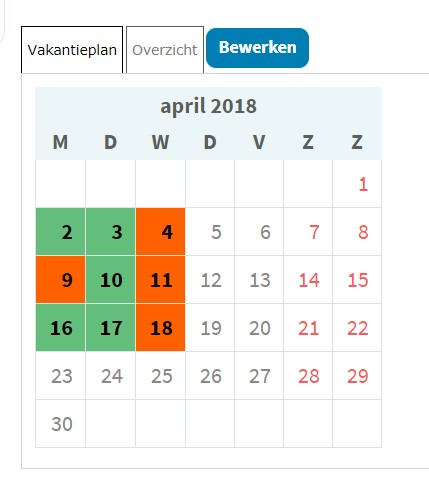 Vakantieplan Overzicht Bewerken
april 2018
M D W D V Z Z
1
2 3 4 5 6 7 8
9 10 11 12 13 14 15
16 17 18 19 20 21 22
23 24 25 26 27 28 29
30